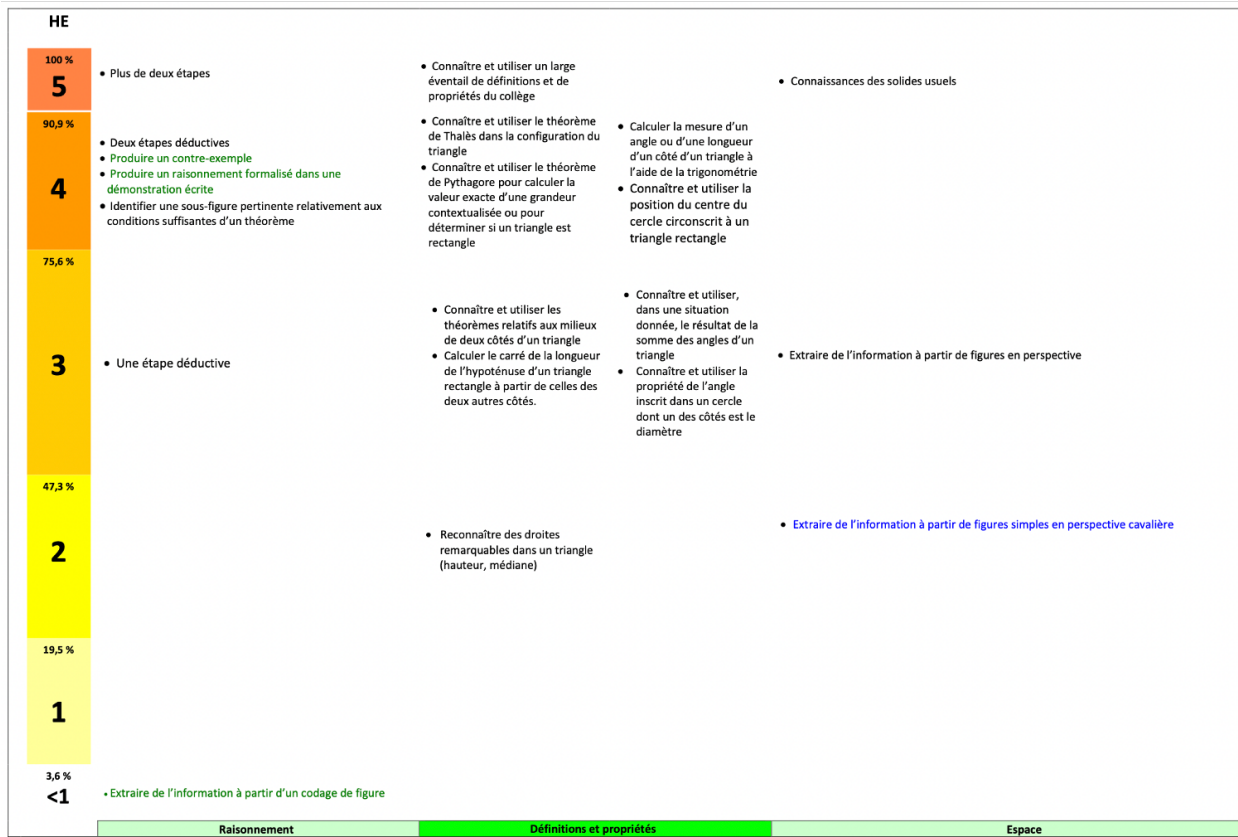 HE
100 %
5
• Plus de deux étapes
• Connaître et utiliser un large
éventail de définitions et de
propriétés du collège
• Connaissances des solides usuels
90,9 %
4
• Deux étapes déductives
• Produire un contre-exemple
• Produire un raisonnement formalisé dans une
démonstration écrite
• Identifier une sous-figure pertinente relativement aux
conditions suffisantes d’un théorème
• Connaître et utiliser le théorème
de Thalès dans la configuration du
triangle
• Connaître et utiliser le théorème
de Pythagore pour calculer la
valeur exacte d’une grandeur
contextualisée ou pour
déterminer si un triangle est
rectangle
• Calculer la mesure d’un
angle ou d’une longueur
d’un côté d’un triangle à
l’aide de la trigonométrie
• Connaître et utiliser la
position du centre du
cercle circonscrit à un
triangle rectangle
75,6 %
3
• Une étape déductive
• Connaître et utiliser les
théorèmes relatifs aux milieux
de deux côtés d’un triangle
• Calculer le carré de la longueur
de l’hypoténuse d’un triangle
rectangle à partir de celles des
deux autres côtés.
• Connaître et utiliser,
dans une situation
donnée, le résultat de la
somme des angles d’un
triangle
• Connaître et utiliser la
propriété de l’angle
inscrit dans un cercle
dont un des côtés est le
diamètre
• Extraire de l’information à partir de figures en perspective
47,3 %
2
• Reconnaître des droites
remarquables dans un triangle
(hauteur, médiane)
• Extraire de l’information à partir de figures simples en perspective cavalière
19,5 %
1
3,6 %
<1
• Extraire de l’information à partir d’un codage de figure
Raisonnement
Définitions et propriétés
Espace